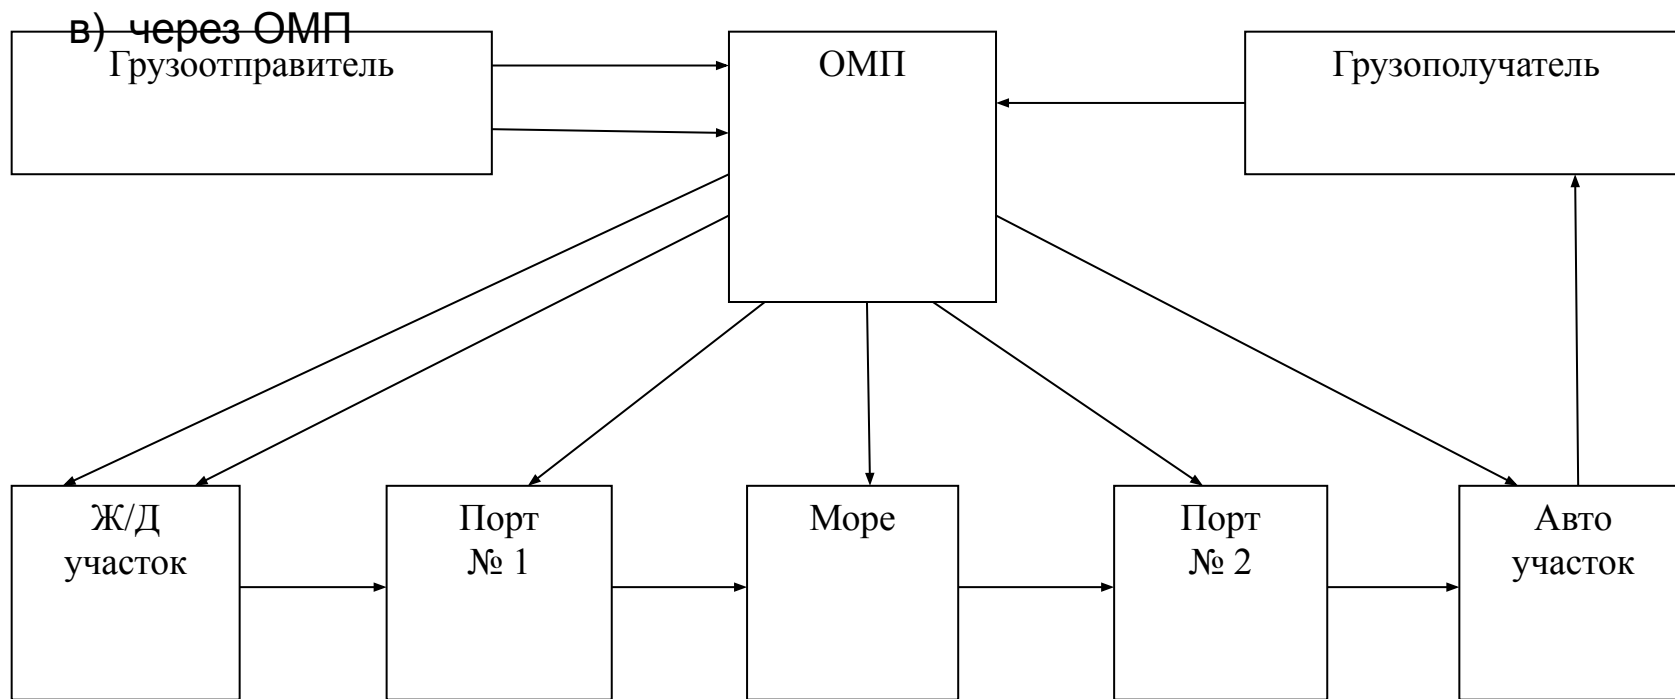 в) через ОМП
Грузоотправитель
ОМП
Грузополучатель
Ж/Д
участок
Порт
№ 1
Море
Порт
№ 2
Авто
участок